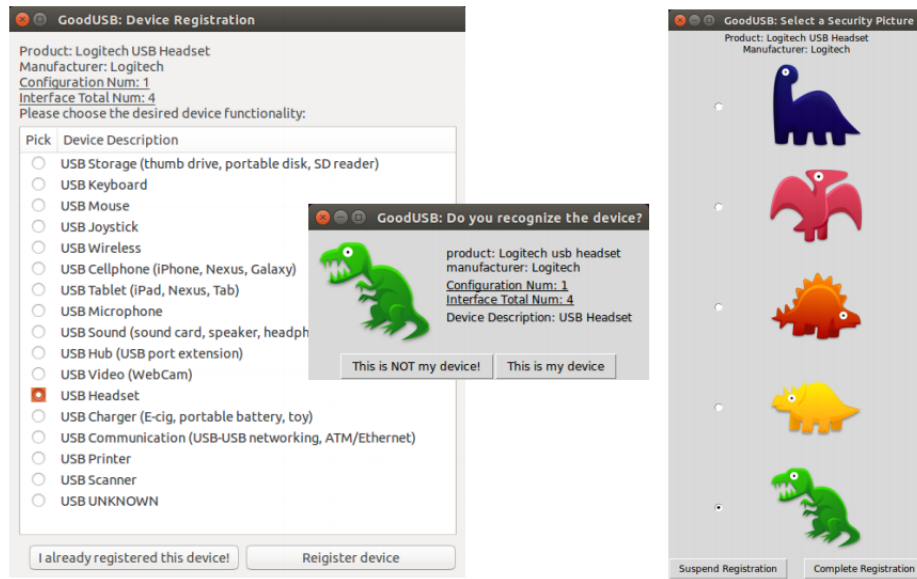 GoodUSB: Device Registration
Product: Logitech USB Headset
Manufacturer: Logitech
Configuration Num: 1
Interface Total Num: 4
Please choose the desired device functionality:
Pick Device Description
USB Storage (thumb drive, portable disk, SD reader)
USB Keyboard
USB Mouse
USB Joystick
USB Wireless
USB Cellphone (iPhone, Nexus, Galaxy)
USB Tablet (iPad, Nexus, Tab)
USB Microphone
USB Sound (sound card, speaker, headph
USB Hub (USB port extension)
USB Video (WebCam)
USB Headset
USB Charger (E-cig, portable battery, toy)
USB Communication (USB-USB networking, ATM/Ethernet)
USB Printer
USB Scanner
USB UNKNOWN
I already registered this device!
Reigister device
GoodUSB: Do you recognize the device?
product: Logitech usb headset
manufacturer: Logitech
Configuration Num: 1
Interface Total Num: 4
Device Description: USB Headset
This is NOT my device!
This is my device
GoodUSB: Select a Security Picture
Product: Logitech USB Headset
Manufacturer: Logitech
Suspend Registration
Complete Registration